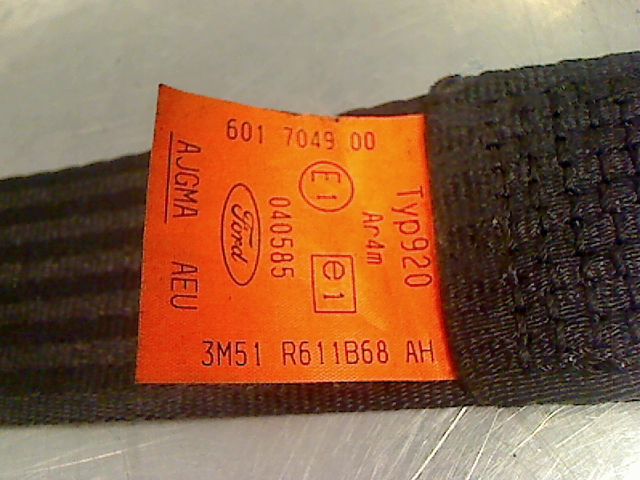 601 7049 00
E1
Typ920
Ar4m
040585
e1
Ford
AJGMA AEU
3M51 R611B68 AH